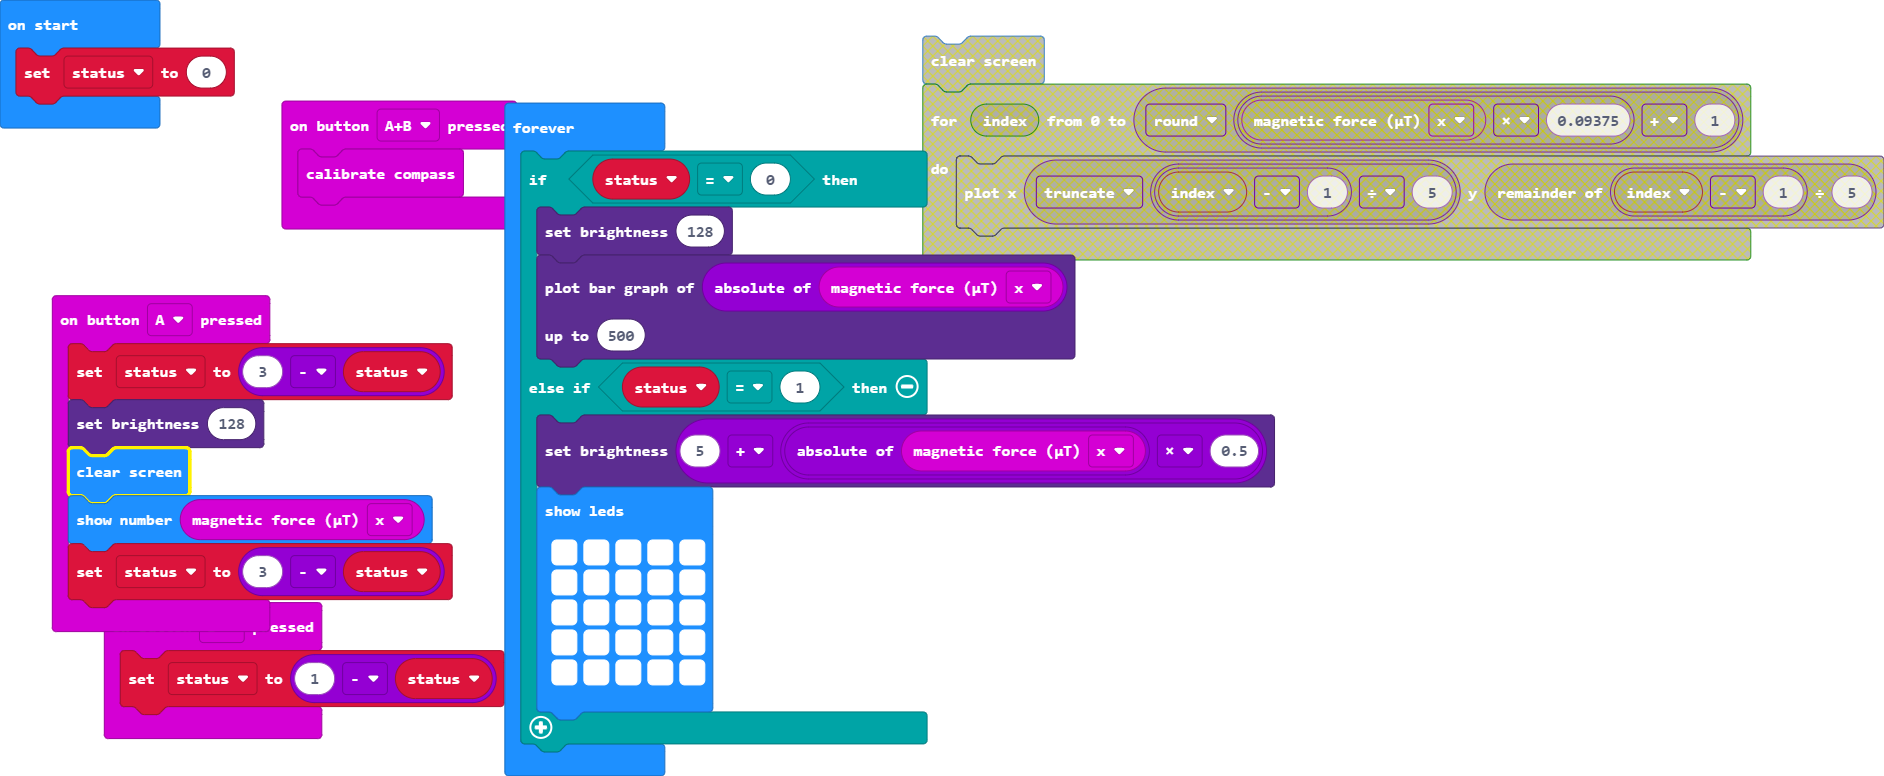 on start
set status to 0
on button A+B pressed
calibrate compass
on button A pressed
set status to 3 - status
set brightness 128
clear screen
show number magnetic force (µT) x
set status to 3 - status
pressed
set status to 1 - status
forever
if status = 0 then
set brightness 128
plot bar graph of absolute of magnetic force (µT) x
up to 500
else if status = 1 then
set brightness 5 + absolute of magnetic force (µT) x × 0.5
show leds
clear screen
for index from 0 to round magnetic force (µT) x × 0.09375 + 1
do
plot x truncate index - 1 ÷ 5 y remainder of index - 1 ÷ 5